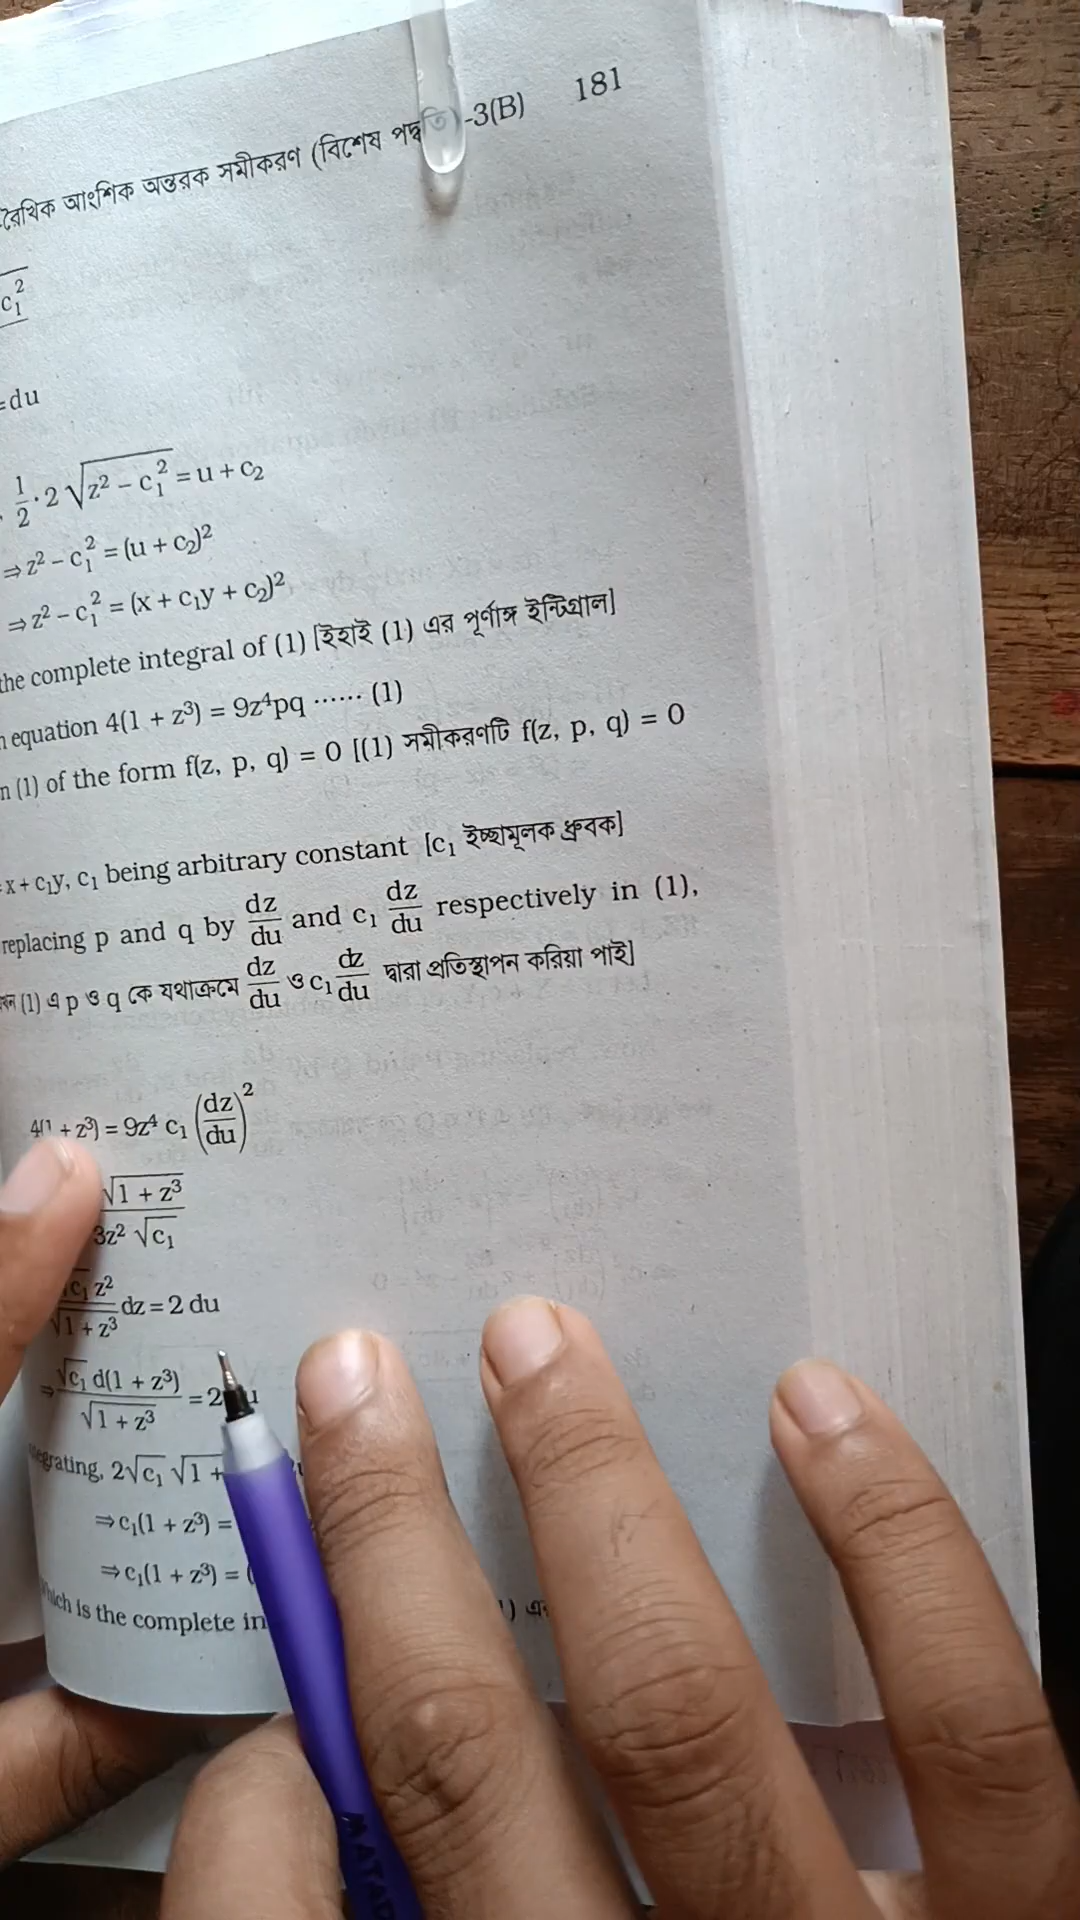 181
রৈখিক আংশিক অন্তরক সমীকরণ (বিশেষ পদ্ধতি)-3(B)
c₁²
=du
1/2 · 2 √(z² – c₁²) = u + c₂
⇒ z² – c₁² = (u + c₂)²
⇒ z² – c₁² = (x + c₁y + c₂)²
the complete integral of (1) [ইহাই (1) এর পূর্ণাঙ্গ ইন্টিগ্রাল]
equation 4(1 + z³) = 9z⁴pq ...... (1)
(1) of the form f(z, p, q) = 0 [(1) সমীকরণটি f(z, p, q) = 0
x + c₁y, c₁ being arbitrary constant [c₁ ইচ্ছামূলক ধ্রুবক]
replacing p and q by dz/du and c₁ dz/du respectively in (1),
(1) এ p ও q কে যথাক্রমে dz/du ও c₁ dz/du দ্বারা প্রতিস্থাপন করিয়া পাই]
4(1 + z³) = 9z⁴ c₁ (dz/du)²
√(1 + z³) / 3z² √c₁
c₁ z² / √(1 + z³) dz = 2 du
⇒ √c₁ d(1 + z³) / √(1 + z³) = 2
2√c₁ √1 +
⇒ c₁(1 + z³) =
⇒ c₁(1 + z³) = (
is the complete